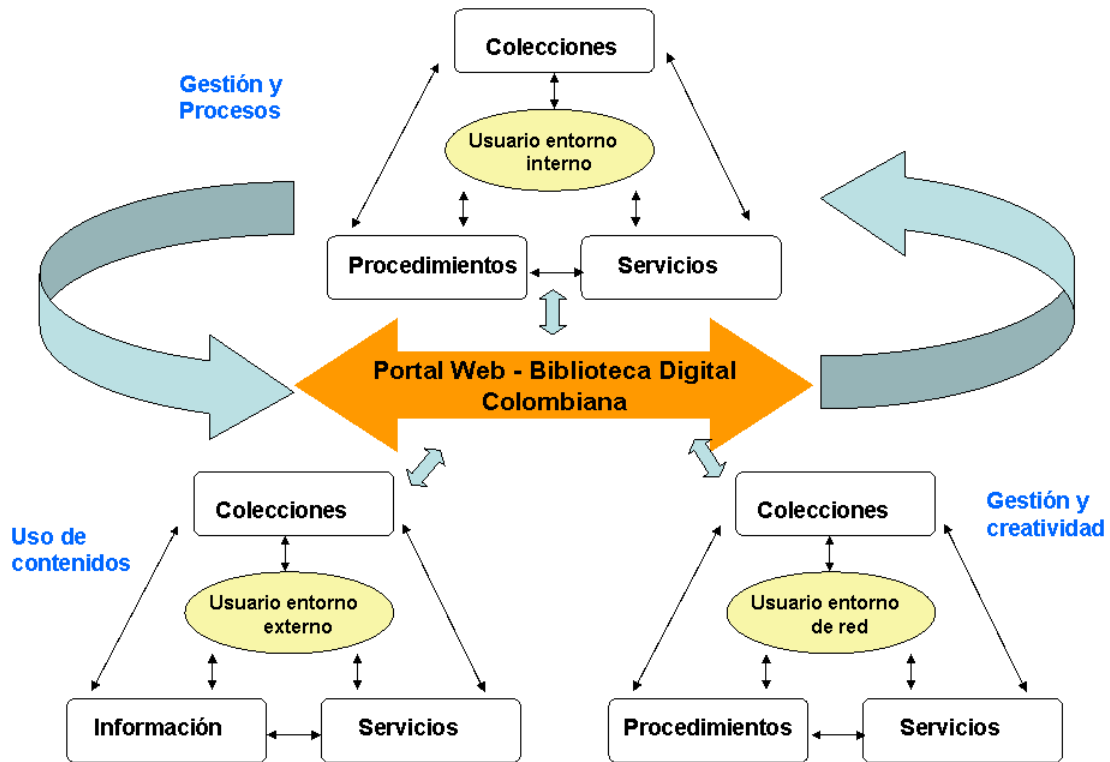 Colecciones
Gestión y
Procesos
Usuario entorno
interno
Procedimientos
Servicios
Portal Web - Biblioteca Digital
Colombiana
Colecciones
Colecciones
Gestión y
creatividad
Uso de
contenidos
Usuario entorno
externo
Usuario entorno
de red
Información
Servicios
Procedimientos
Servicios